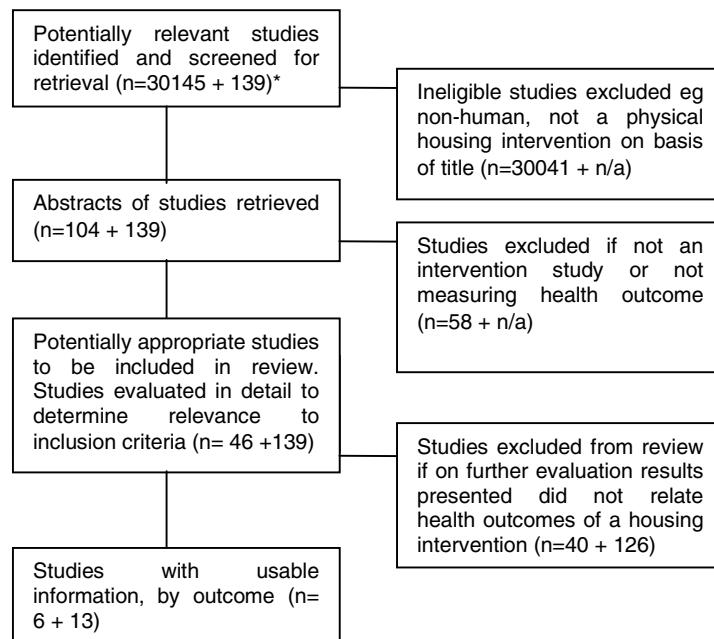 Potentially relevant studies
identified and screened for
retrieval (n=30145 + 139)*
Ineligible studies excluded eg
non-human, not a physical
housing intervention on basis
of title (n=30041 + n/a)
Abstracts of studies retrieved
(n=104 + 139)
Studies excluded if not an
intervention study or not
measuring health outcome
(n=58 + n/a)
Potentially appropriate studies
to be included in review.
Studies evaluated in detail to
determine relevance to
inclusion criteria (n= 46 +139)
Studies excluded from review
if on further evaluation results
presented did not relate
health outcomes of a housing
intervention (n=40 + 126)
Studies with usable
information, by outcome (n=
6 + 13)